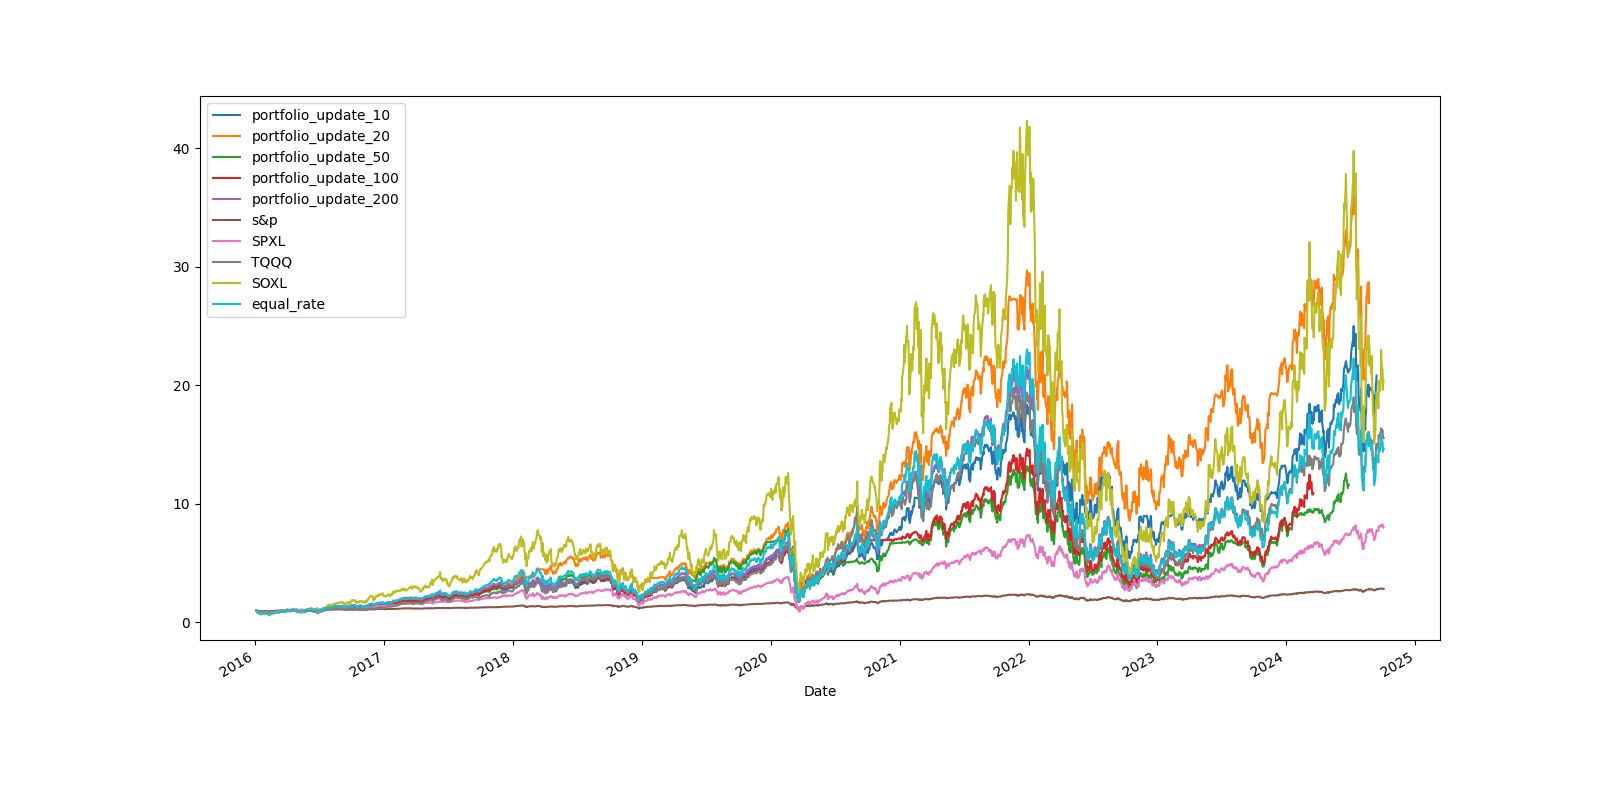 portfolio_update_10
portfolio_update_20
portfolio_update_50
portfolio_update_100
portfolio_update_200
s&p
SPXL
TQQQ
SOXL
equal_rate
40
30
20
10
0
2016
2017
2018
2019
2020
2021
2022
2023
2024
2025
Date